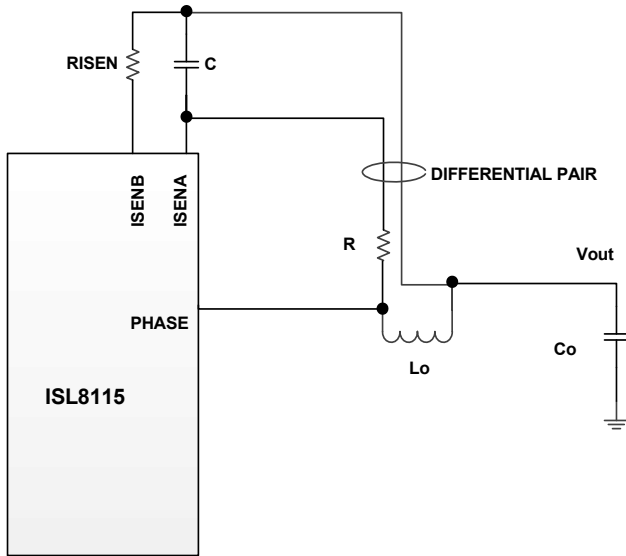 RISEN
C
ISENB
ISENA
DIFFERENTIAL PAIR
R
Vout
PHASE
Co
Lo
ISL8115